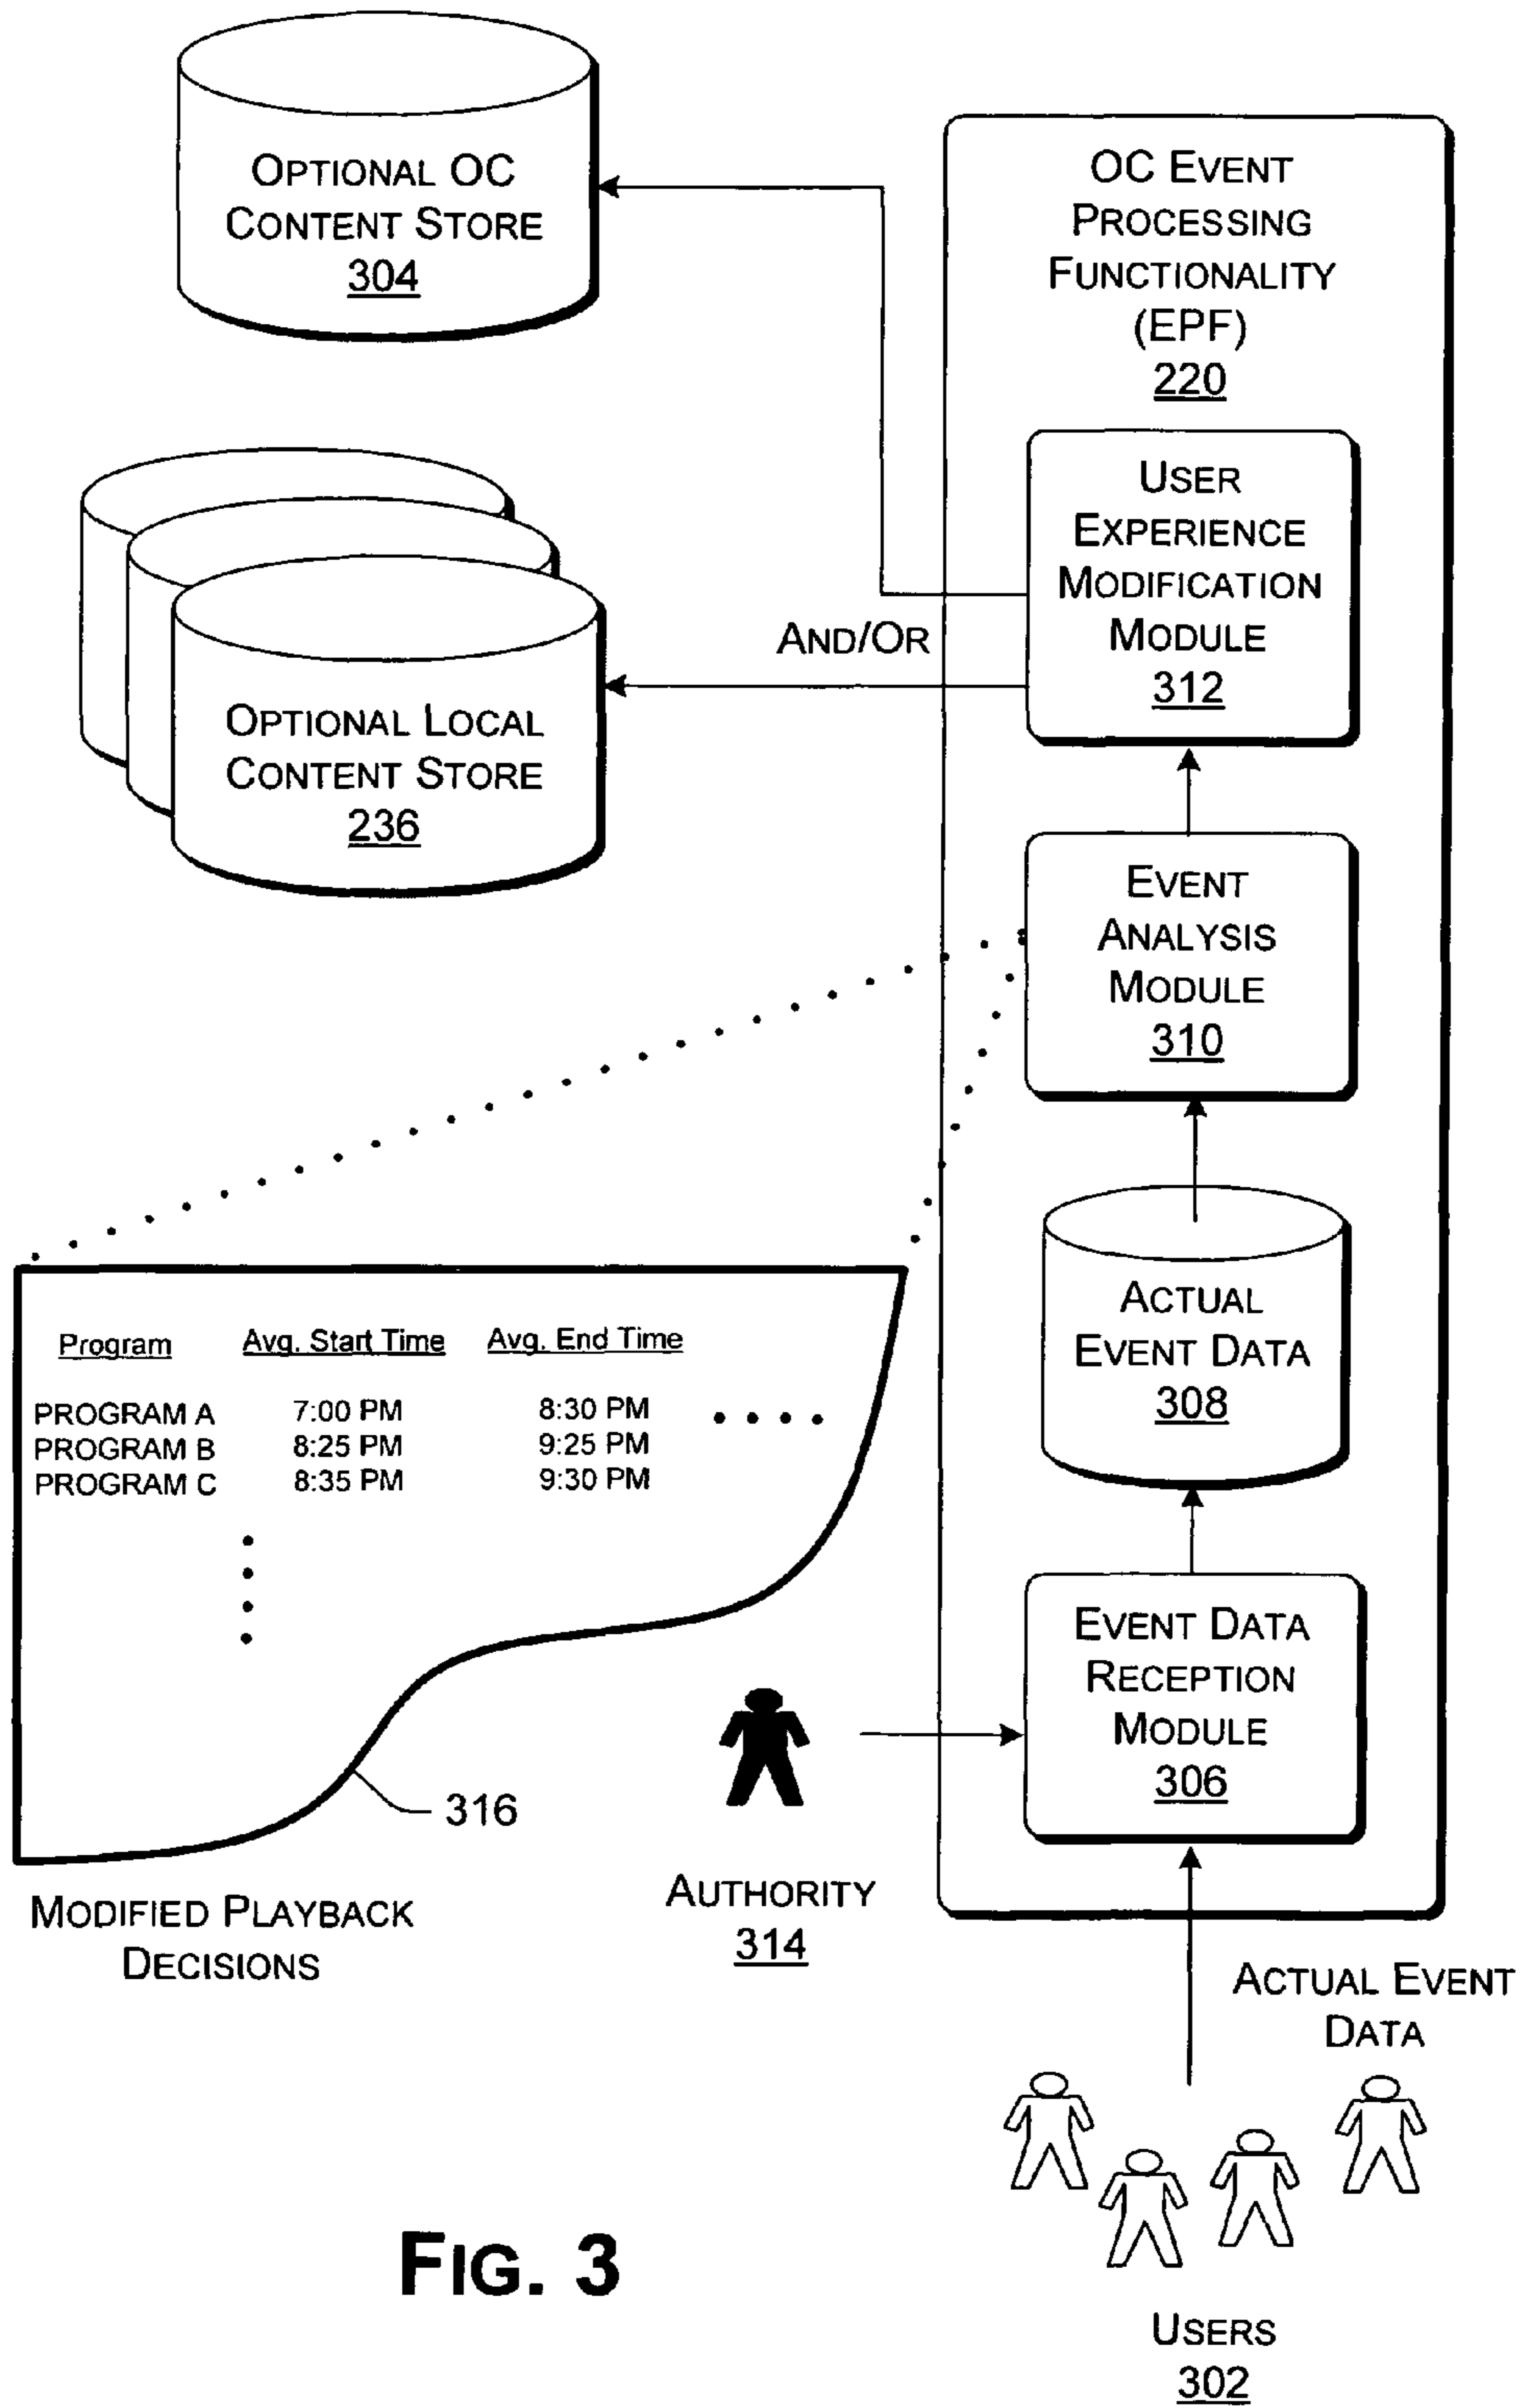 OPTIONAL OC
CONTENT STORE
304
OC EVENT
PROCESSING
FUNCTIONALITY
(EPF)
220
USER
EXPERIENCE
MODIFICATION
MODULE
312
AND/OR
OPTIONAL LOCAL
CONTENT STORE
236
EVENT
ANALYSIS
MODULE
310
ACTUAL
EVENT DATA
308
Program Avg. Start Time Avg. End Time
PROGRAM A 7:00 PM 8:30 PM
PROGRAM B 8:25 PM 9:25 PM
PROGRAM C 8:35 PM 9:30 PM
EVENT DATA
RECEPTION
MODULE
306
316
MODIFIED PLAYBACK
DECISIONS
AUTHORITY
314
ACTUAL EVENT
DATA
FIG. 3
USERS
302